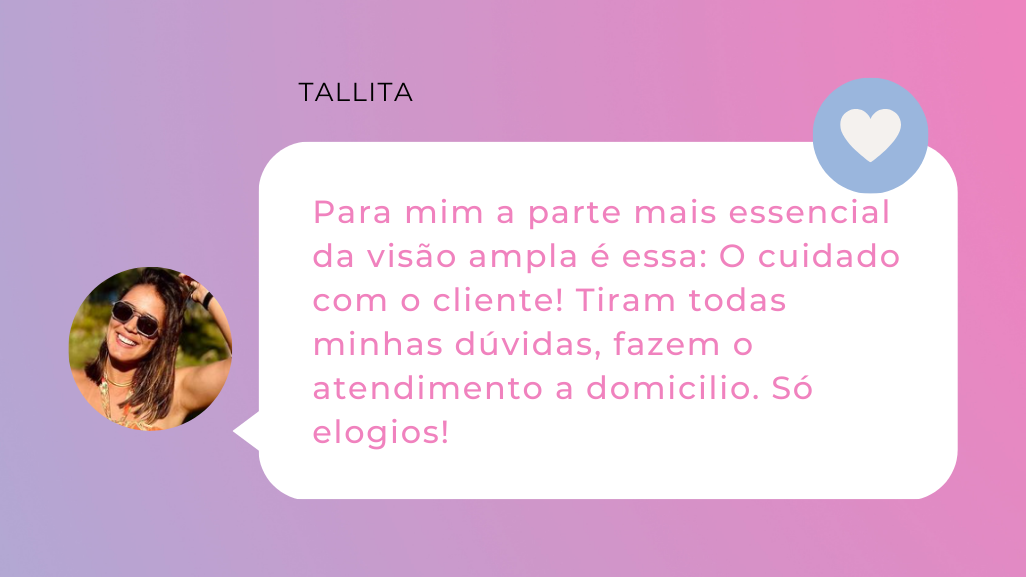 TALLITA
Para mim a parte mais essencial
da visão ampla é essa: O cuidado
com o cliente! Tiram todas
minhas dúvidas, fazem o
atendimento a domicilio. Só
elogios!